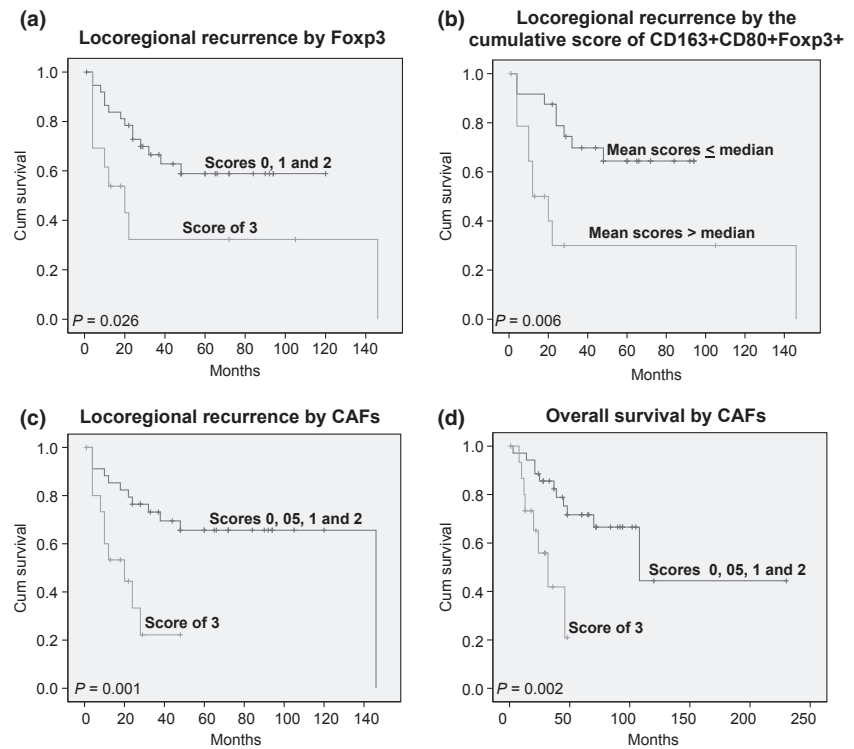 (a)
Locoregional recurrence by Foxp3
1.0
0.8
0.6
0.4
0.2
0.0
Cum survival
Scores 0, 1 and 2
Score of 3
P = 0.026
0 20 40 60 80 100 120 140
Months
(b)
Locoregional recurrence by the
cumulative score of CD163+CD80+Foxp3+
1.0
0.8
0.6
0.4
0.2
0.0
Cum survival
Mean scores ≤ median
Mean scores > median
P = 0.006
0 20 40 60 80 100 120 140
Months
(c)
Locoregional recurrence by CAFs
1.0
0.8
0.6
0.4
0.2
0.0
Cum survival
Scores 0, 05, 1 and 2
Score of 3
P = 0.001
0 20 40 60 80 100 120 140
Months
(d)
Overall survival by CAFs
1.0
0.8
0.6
0.4
0.2
0.0
Cum survival
Scores 0, 05, 1 and 2
Score of 3
P = 0.002
0 50 100 150 200 250
Months